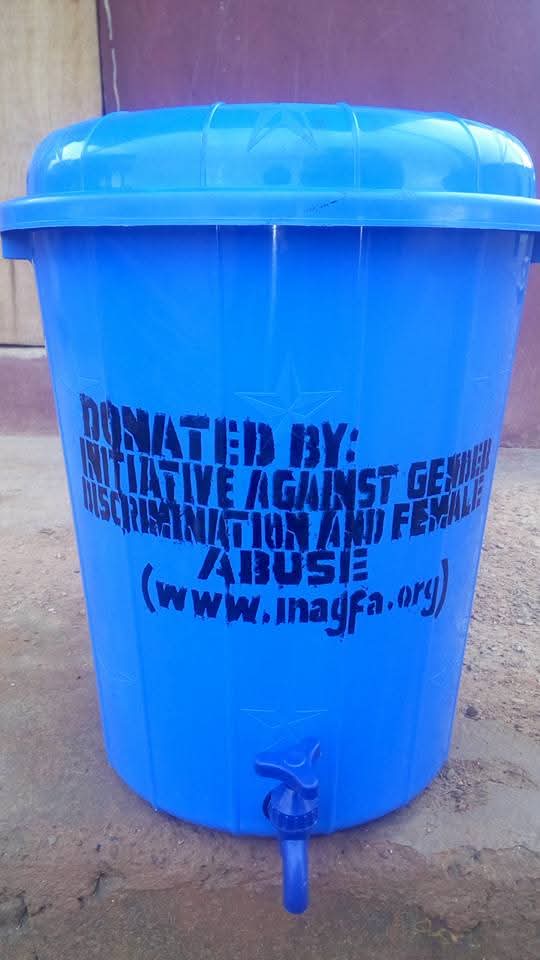 DONATED BY:
INITIATIVE AGAINST GENDER
DISCRIMINATION AND FEMALE
ABUSE
(www.inagfa.org)